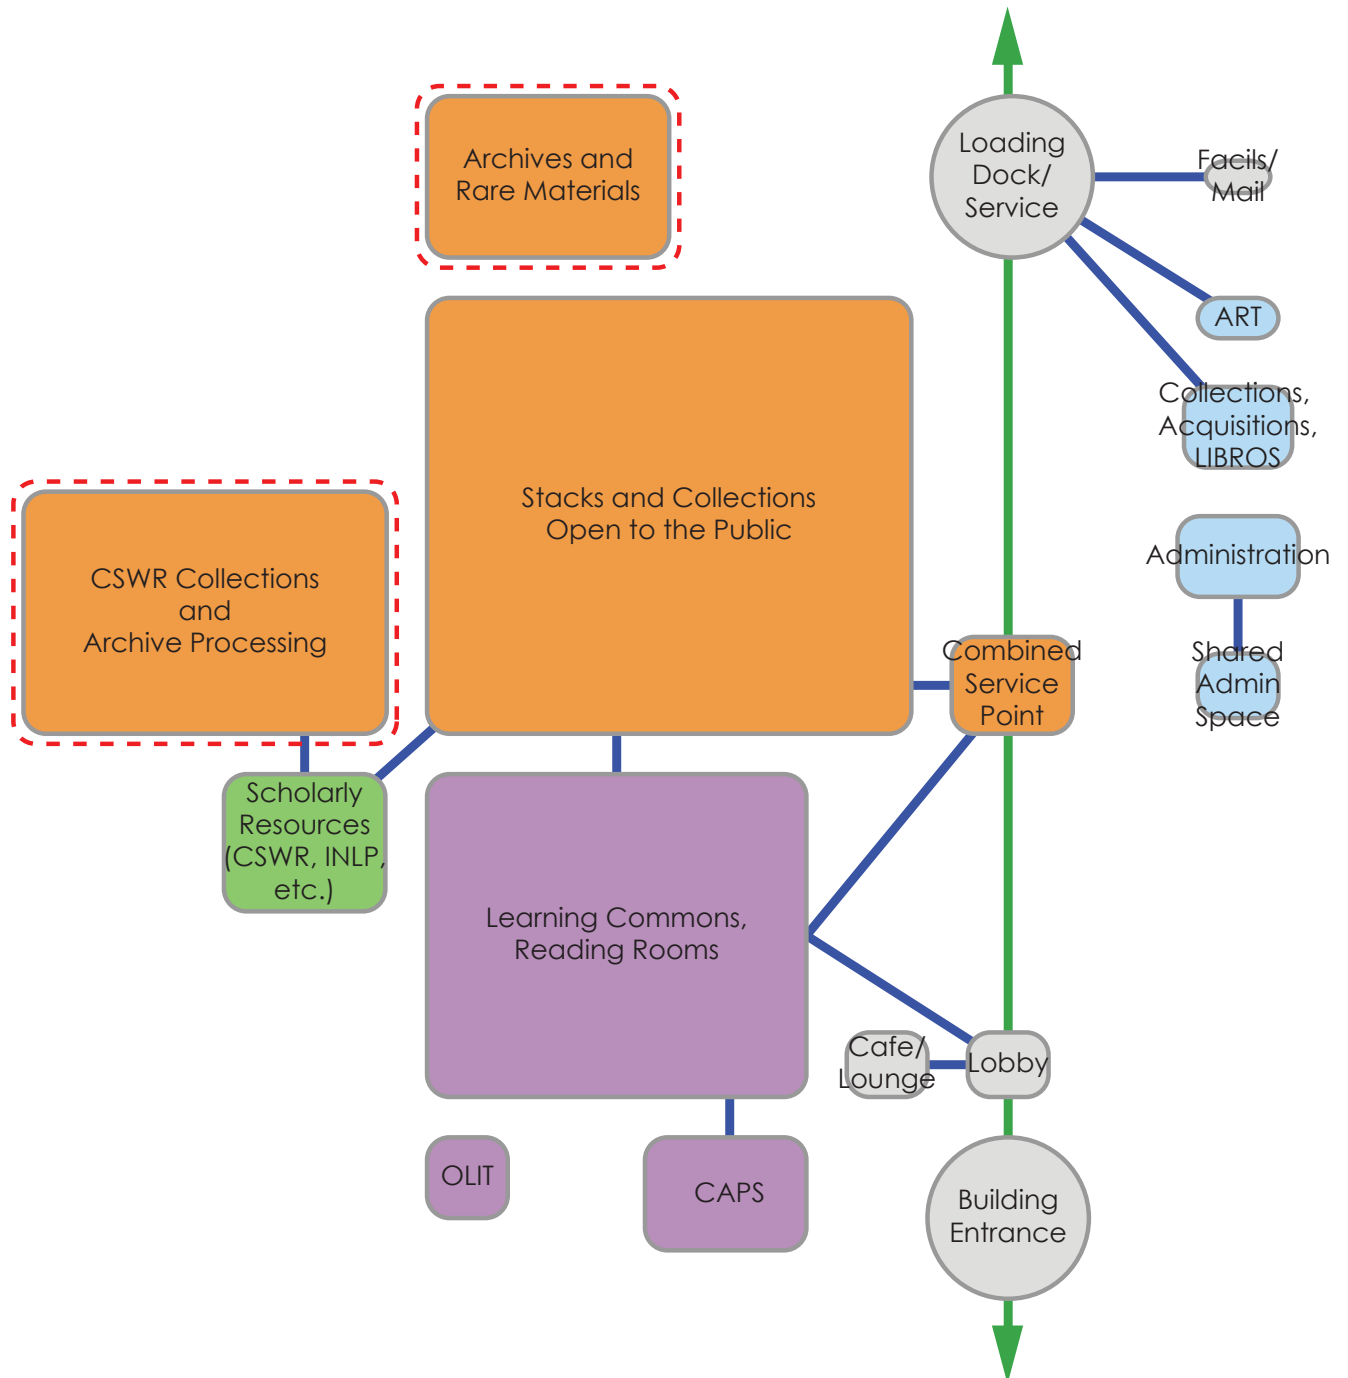 Archives and
Rare Materials
Loading
Dock/
Service
Facils/
Mail
ART
Collections,
Acquisitions,
LIBROS
Stacks and Collections
Open to the Public
CSWR Collections
and
Archive Processing
Administration
Combined
Service
Point
Shared
Admin
Space
Scholarly
Resources
(CSWR, INLP,
etc.)
Learning Commons,
Reading Rooms
Cafe/
Lounge
Lobby
OLIT
CAPS
Building
Entrance